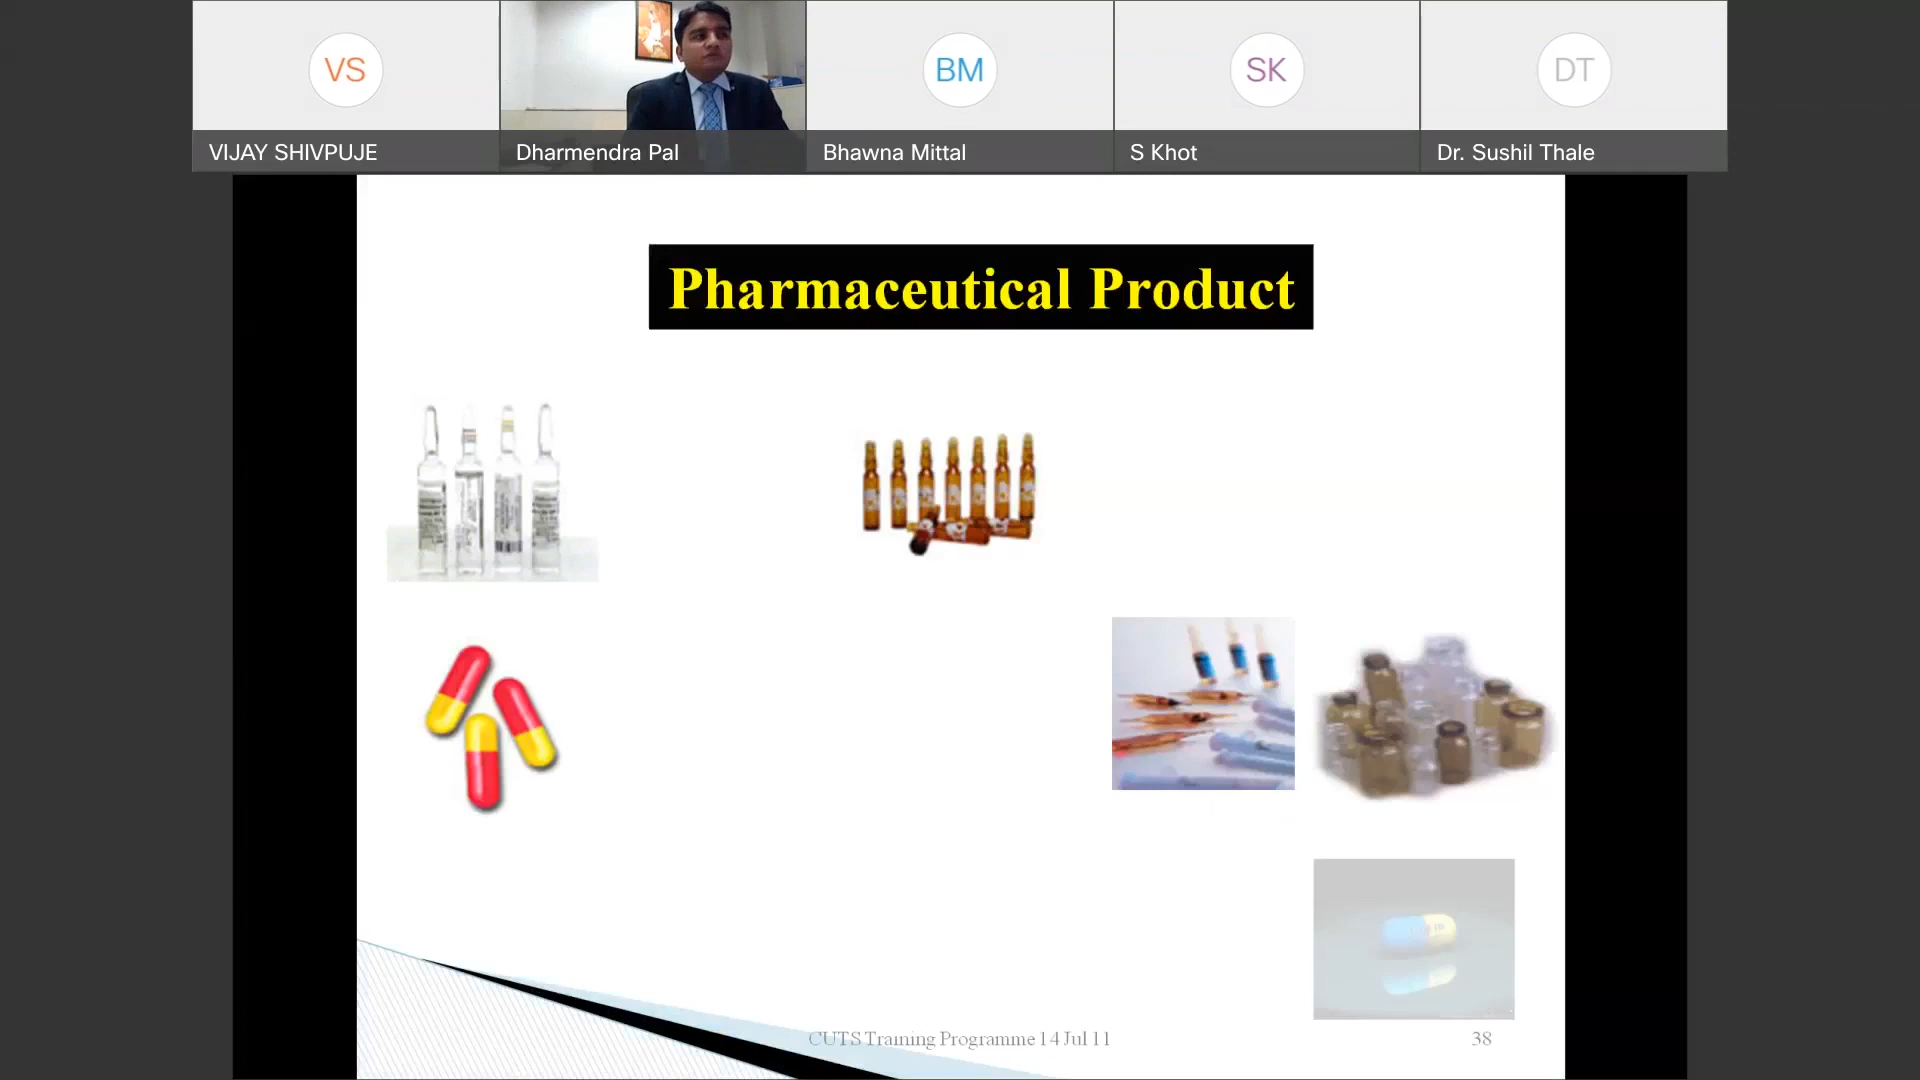 VS
BM
SK
DT
VIJAY SHIVPUJE
Dharmendra Pal
Bhawna Mittal
S Khot
Dr. Sushil Thale
Pharmaceutical Product
CUTS Training Programme 14 Jul 11
38